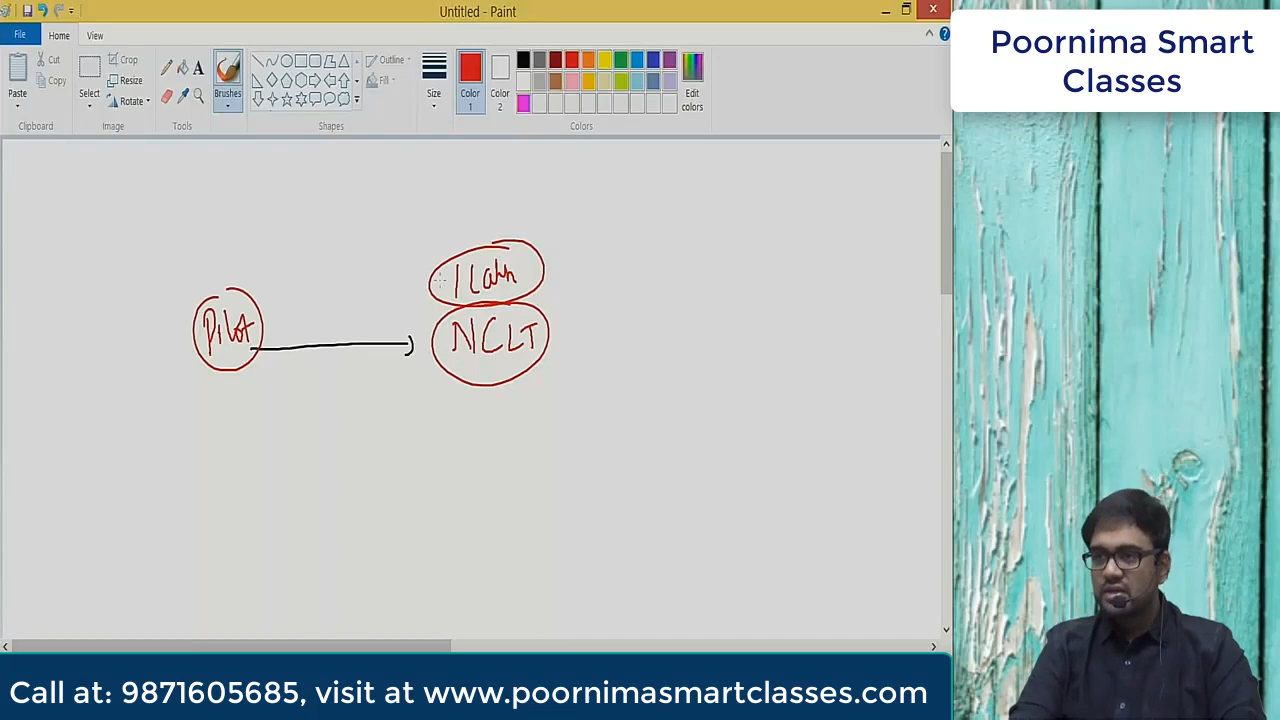 Untitled - Paint
File
Home
View
Paste
Cut
Copy
Clipboard
Select
Crop
Resize
Rotate
Image
A
Tools
Brushes
Outline
Fill
Shapes
Size
Color
1
Color
2
Edit
colors
Colors
Poornima Smart
Classes
1 Lakh
Pilot
NCLT
Call at: 9871605685, visit at www.poornimasmartclasses.com